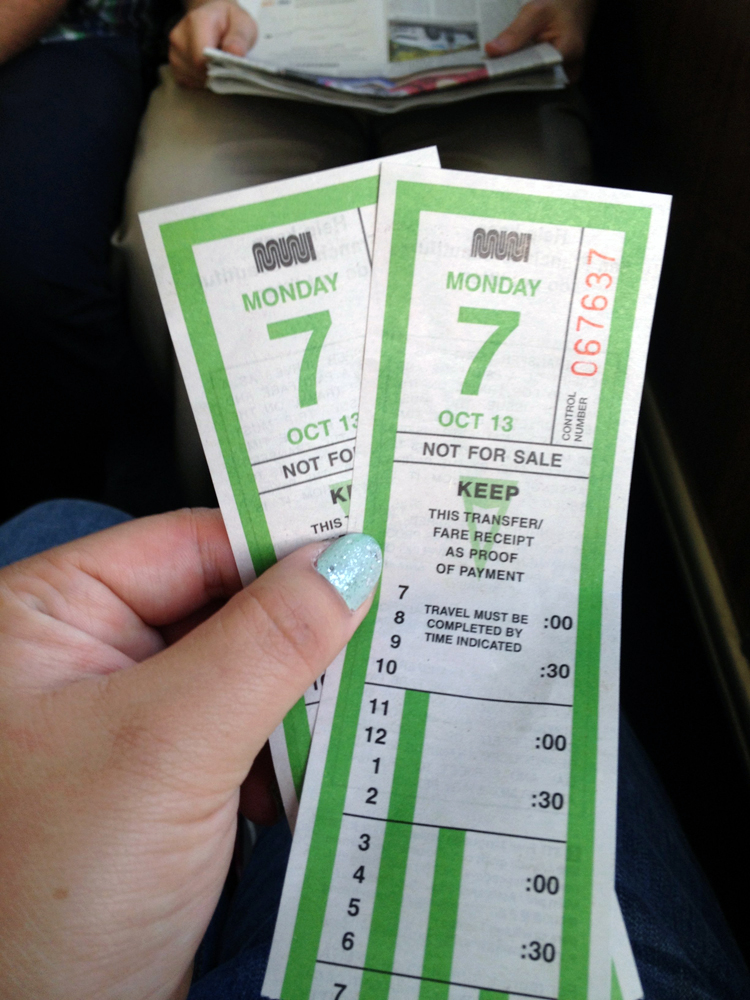 MUNI
MONDAY
7
OCT 13
NOT FO
KE
THIS T
MUNI
MONDAY
7
OCT 13
067637
CONTROL
NUMBER
NOT FOR SALE
KEEP
THIS TRANSFER/
FARE RECEIPT
AS PROOF
OF PAYMENT
7
8
9
10
TRAVEL MUST BE
COMPLETED BY
TIME INDICATED
:00
:30
11
12
1
2
:00
:30
3
4
5
6
:00
:30
7